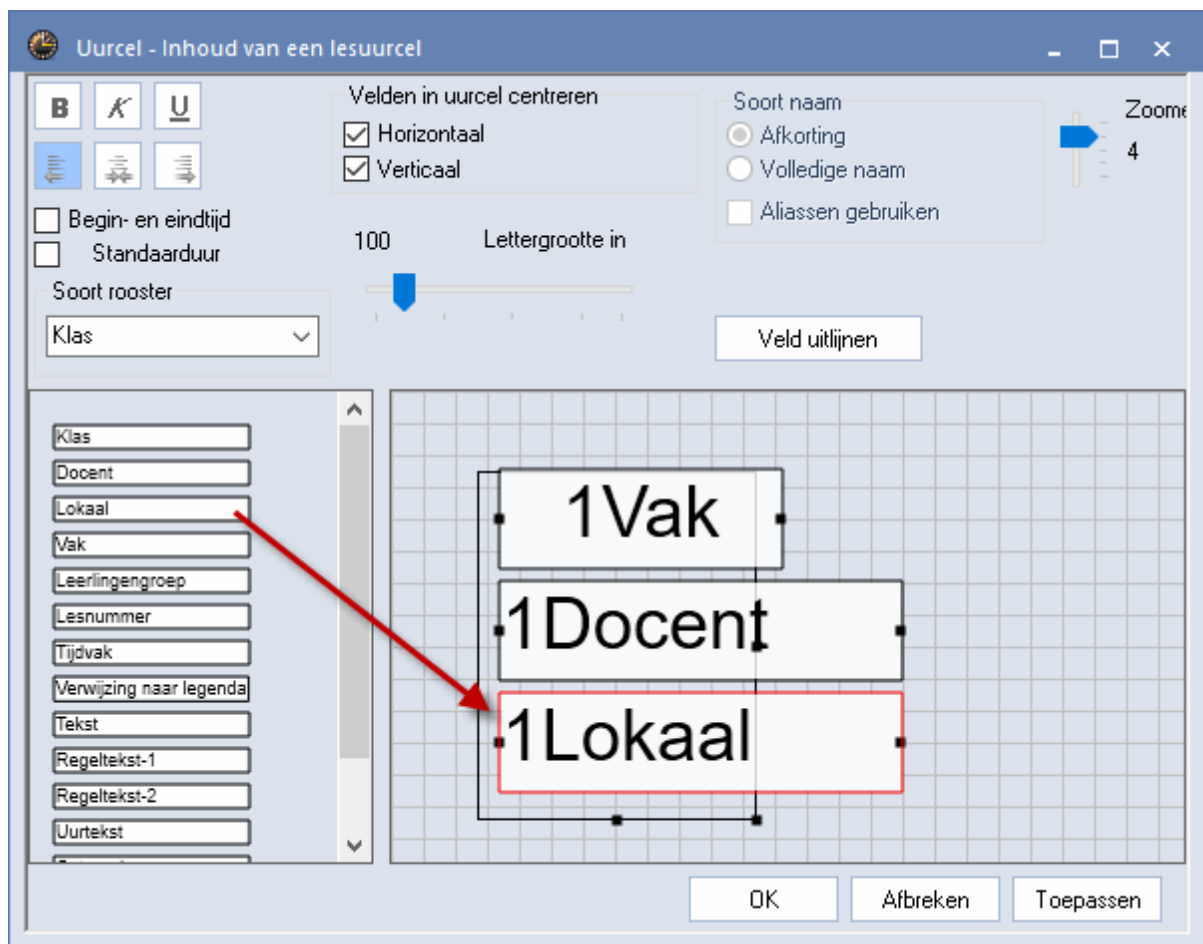 Uurcel - Inhoud van een lesuurcel
B K U
Velden in uurcel centreren
Horizontaal
Verticaal
Soort naam
Afkorting
Volledige naam
Aliassen gebruiken
Zoome
4
Begin- en eindtijd
Standaarduur
100 Lettergrootte in
Soort rooster
Klas
Veld uitlijnen
Klas
Docent
Lokaal
Vak
Leerlingengroep
Lesnummer
Tijdvak
Verwijzing naar legenda
Tekst
Regeltekst-1
Regeltekst-2
Uurtekst
1Vak
1Docent
1Lokaal
OK Afbreken Toepassen